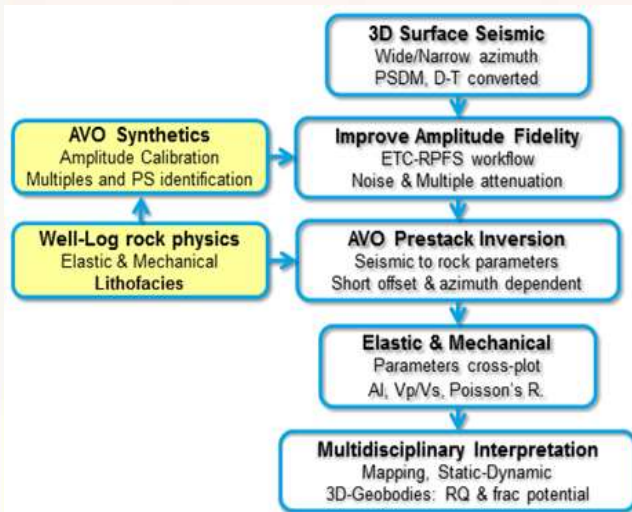 3D Surface Seismic
Wide/Narrow azimuth
PSDM, D-T converted
AVO Synthetics
Amplitude Calibration
Multiples and PS identification
Improve Amplitude Fidelity
ETC-RPFS workflow
Noise & Multiple attenuation
Well-Log rock physics
Elastic & Mechanical
Lithofacies
AVO Prestack Inversion
Seismic to rock parameters
Short offset & azimuth dependent
Elastic & Mechanical
Parameters cross-plot
AI, Vp/Vs, Poisson's R.
Multidisciplinary Interpretation
Mapping, Static-Dynamic
3D-Geobodies: RQ & frac potential